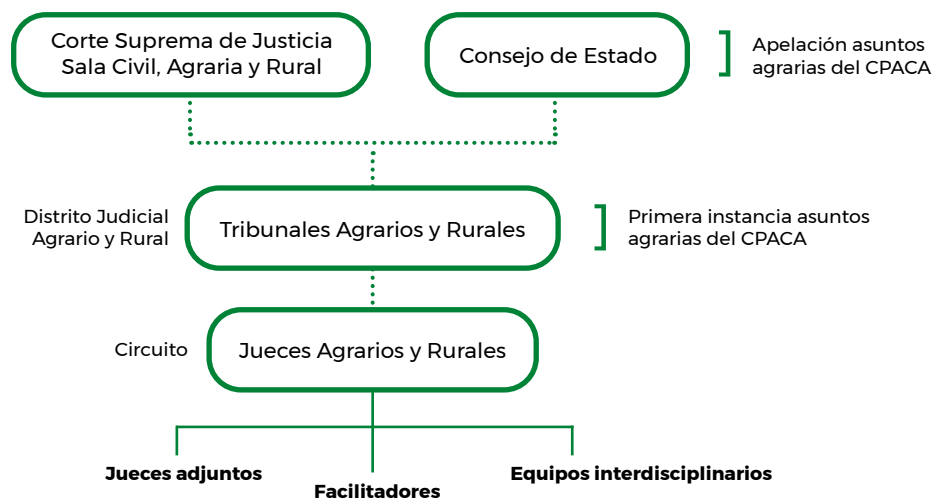 Corte Suprema de Justicia
Sala Civil, Agraria y Rural
Consejo de Estado
Apelación asuntos
agrarias del CPACA
Distrito Judicial
Agrario y Rural
Tribunales Agrarios y Rurales
Primera instancia asuntos
agrarias del CPACA
Circuito
Jueces Agrarios y Rurales
Jueces adjuntos
Facilitadores
Equipos interdisciplinarios